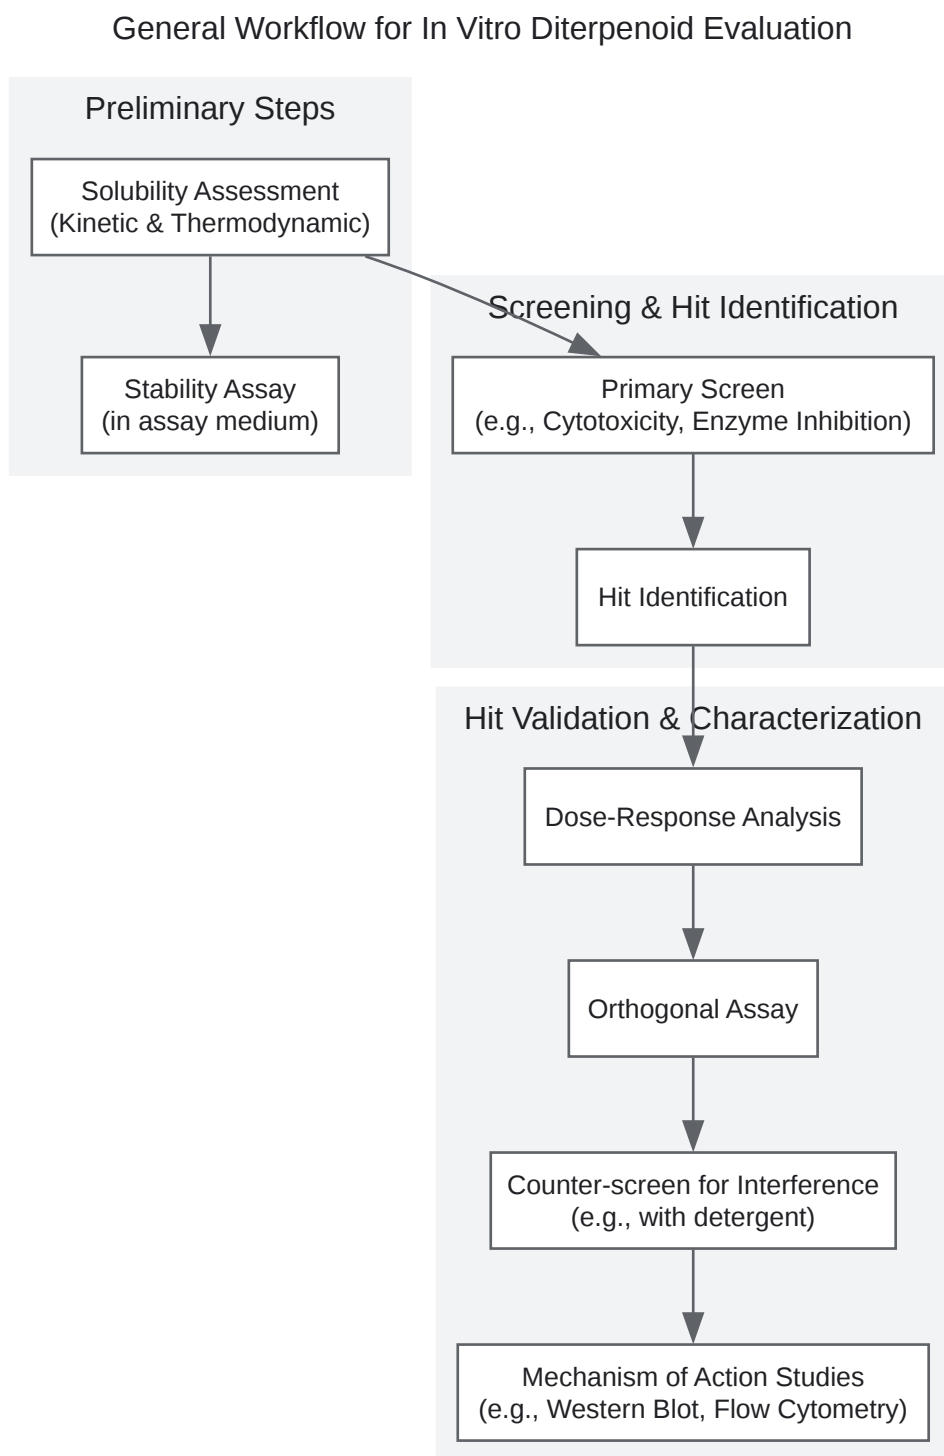 General Workflow for In Vitro Diterpenoid Evaluation
Preliminary Steps
Solubility Assessment
(Kinetic & Thermodynamic)
Stability Assay
(in assay medium)
Screening & Hit Identification
Primary Screen
(e.g., Cytotoxicity, Enzyme Inhibition)
Hit Identification
Hit Validation & Characterization
Dose-Response Analysis
Orthogonal Assay
Counter-screen for Interference
(e.g., with detergent)
Mechanism of Action Studies
(e.g., Western Blot, Flow Cytometry)